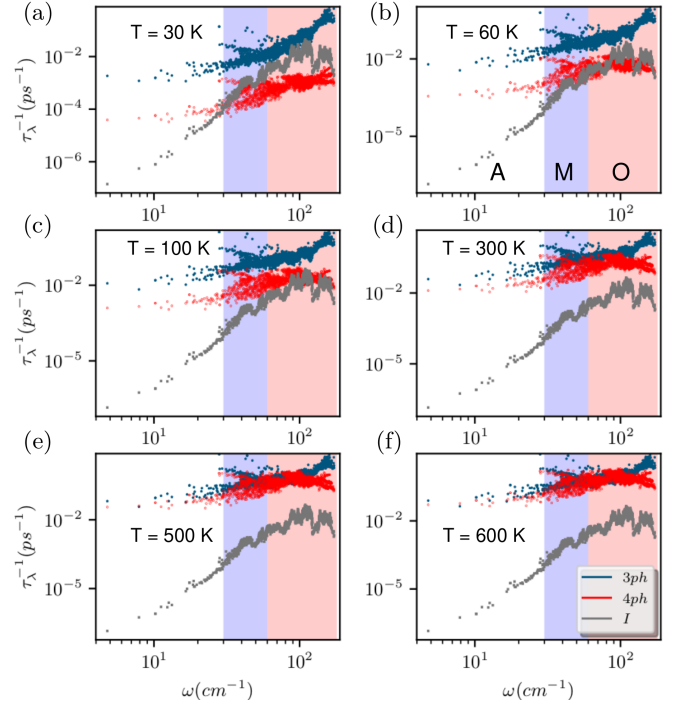 (a) (b)
T = 30 K T = 60 K
10⁻² 10⁻²
10⁻⁴ 10⁻⁵
10⁻⁶
τ_λ⁻¹(ps⁻¹)
A M O
10¹ 10² 10¹ 10²
(c) (d)
T = 100 K T = 300 K
10⁻² 10⁻²
10⁻⁵ 10⁻⁵
τ_λ⁻¹(ps⁻¹)
10¹ 10² 10¹ 10²
(e) (f)
10⁻² 10⁻²
T = 500 K T = 600 K
10⁻⁵ 10⁻⁵
τ_λ⁻¹(ps⁻¹)
3ph
4ph
I
10¹ 10² 10¹ 10²
ω(cm⁻¹) ω(cm⁻¹)